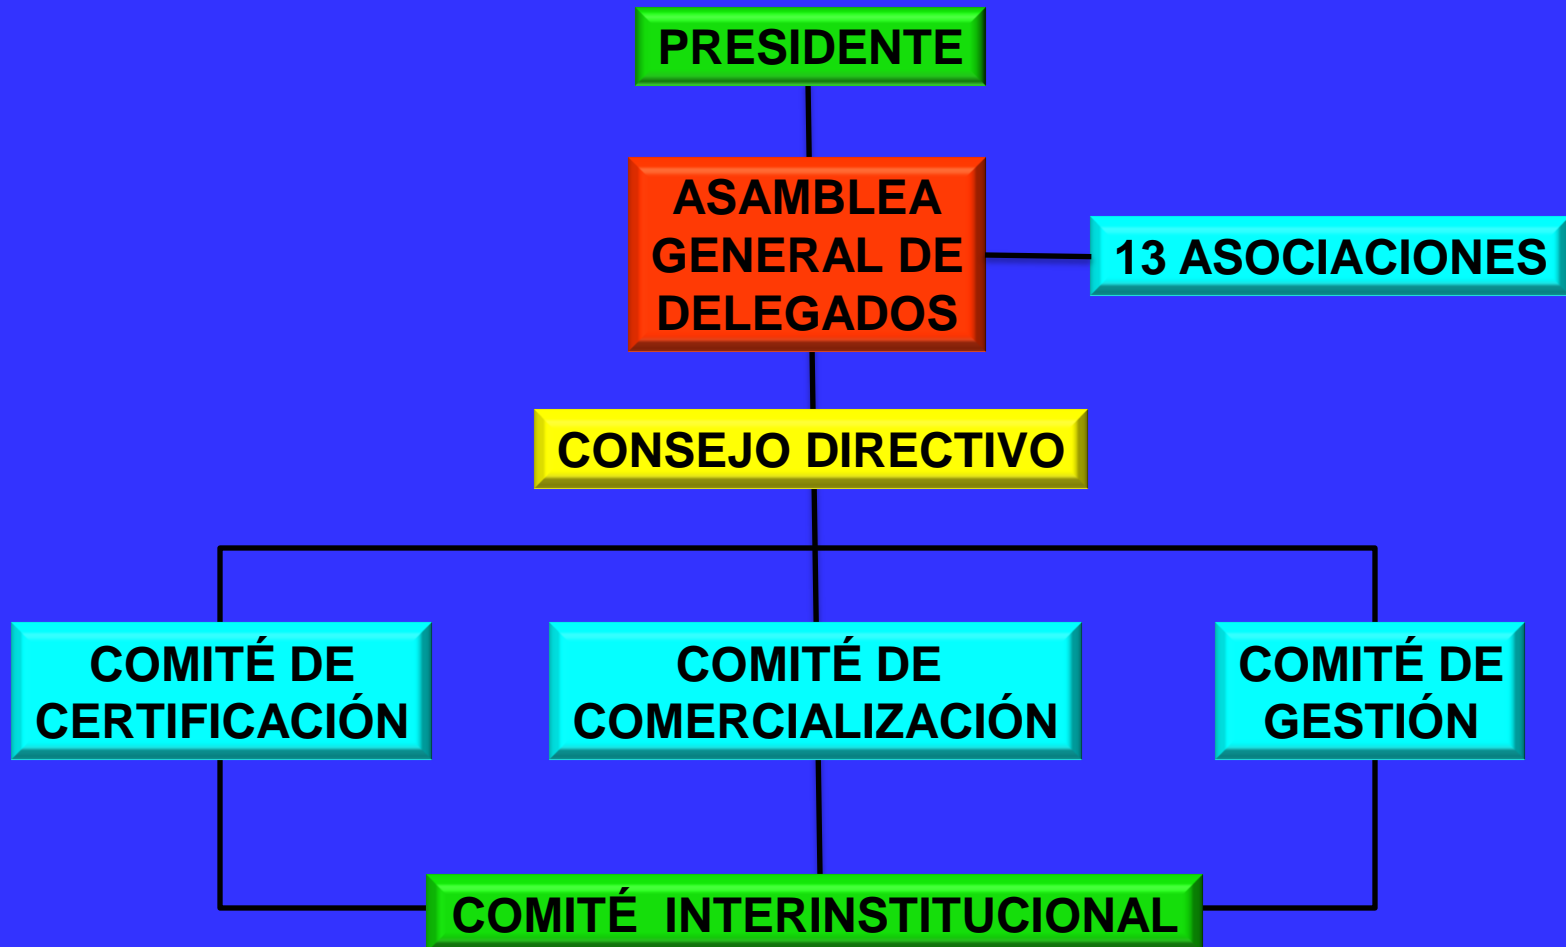 PRESIDENTE
ASAMBLEA
GENERAL DE
DELEGADOS
13 ASOCIACIONES
CONSEJO DIRECTIVO
COMITÉ DE
CERTIFICACIÓN
COMITÉ DE
COMERCIALIZACIÓN
COMITÉ DE
GESTIÓN
COMITÉ  INTERINSTITUCIONAL